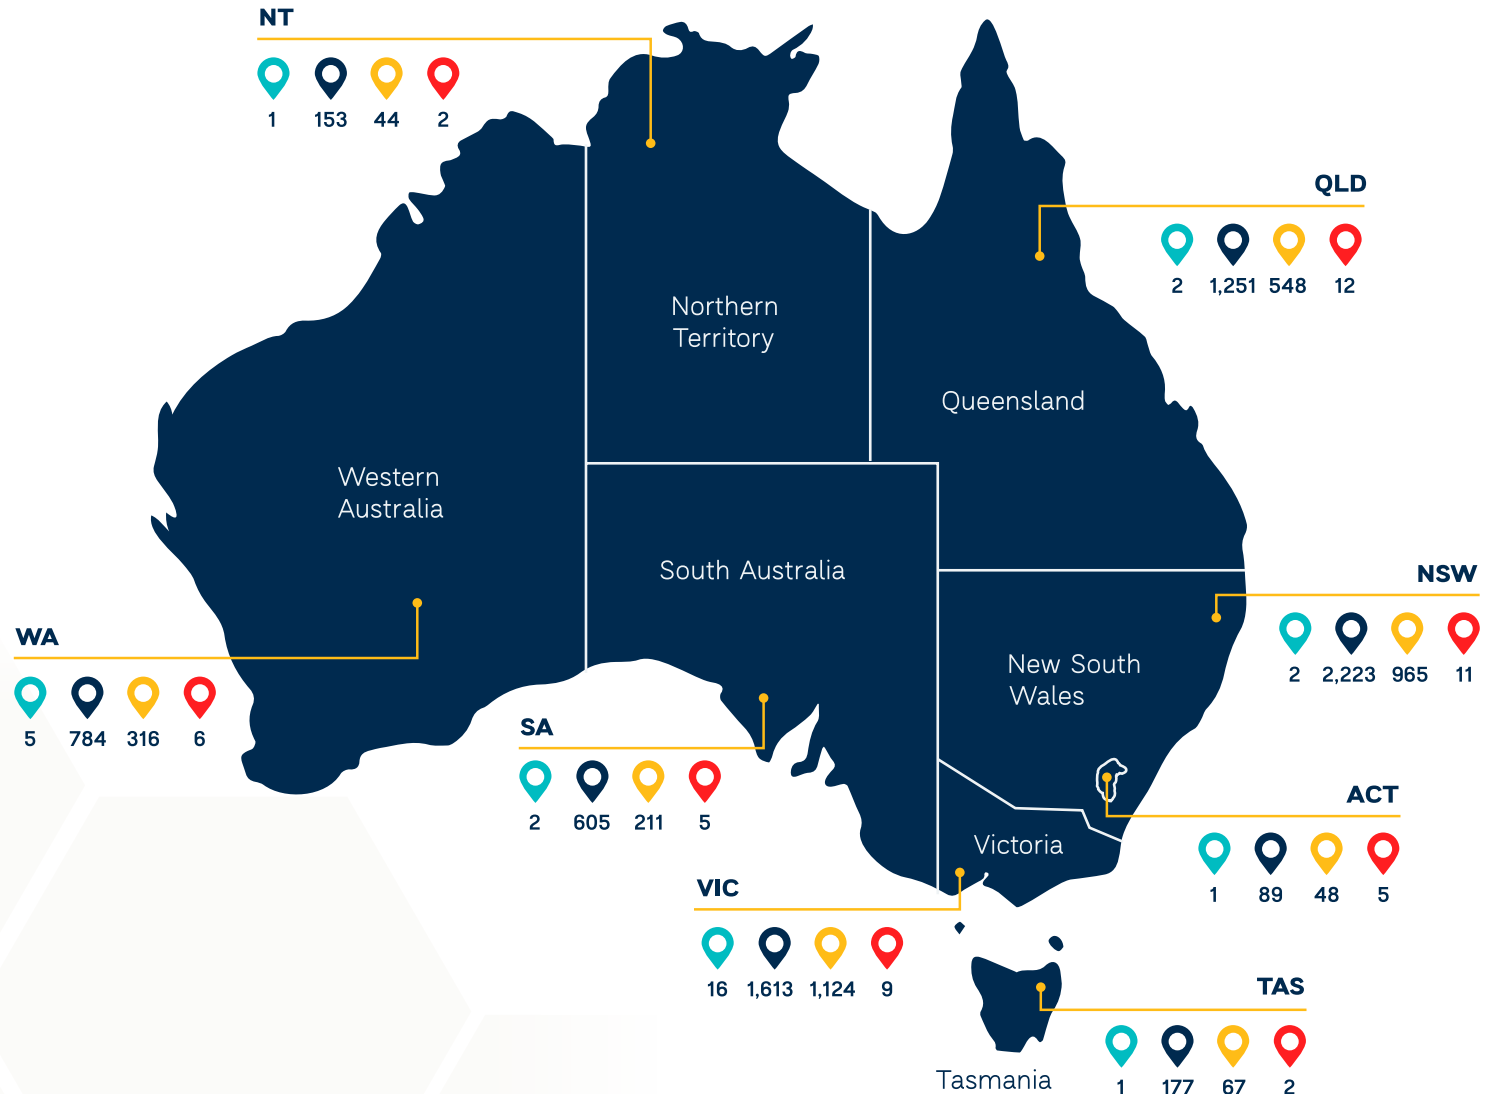 NT
1 153 44 2
QLD
2 1,251 548 12
Northern
Territory
Queensland
Western
Australia
South Australia
NSW
2 2,223 965 11
WA
5 784 316 6
New South
Wales
SA
2 605 211 5
ACT
1 89 48 5
Victoria
VIC
16 1,613 1,124 9
TAS
1 177 67 2
Tasmania